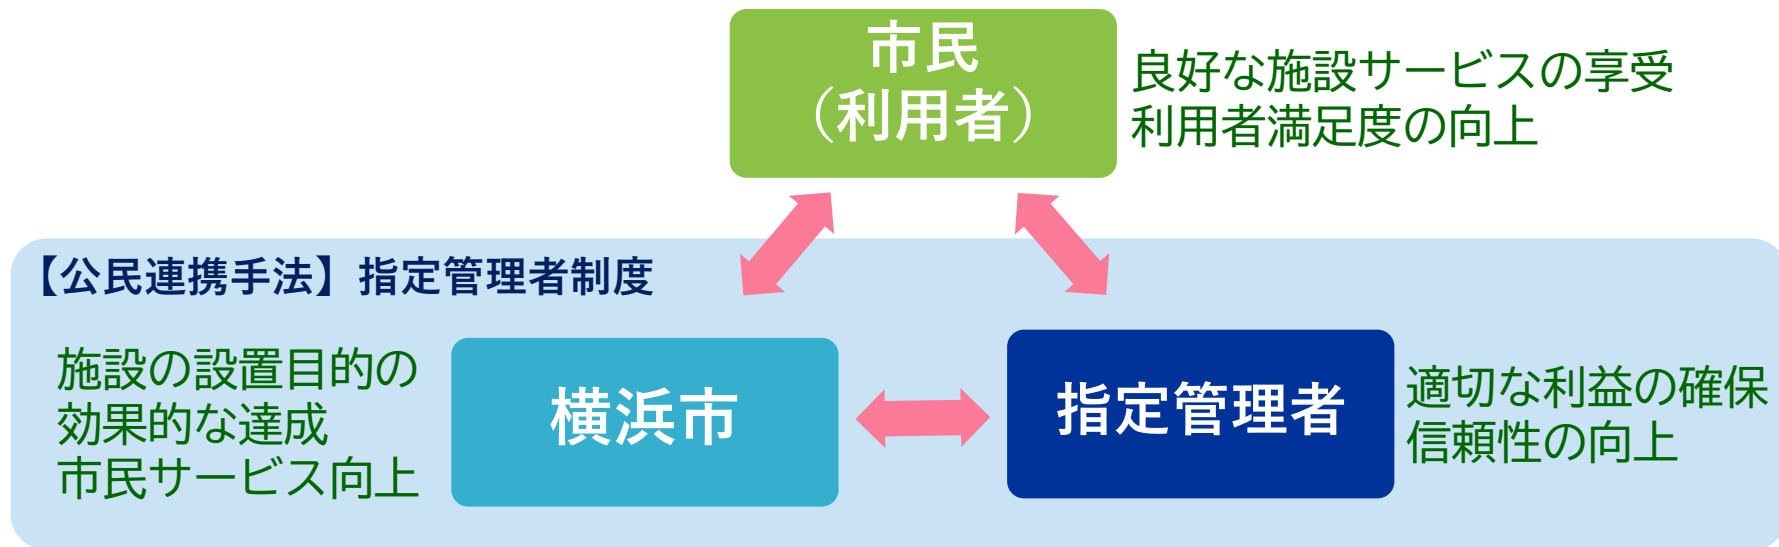 市民
（利用者）
良好な施設サービスの享受
利用者満足度の向上
【公民連携手法】指定管理者制度
施設の設置目的の
効果的な達成
市民サービス向上
横浜市
指定管理者
適切な利益の確保
信頼性の向上